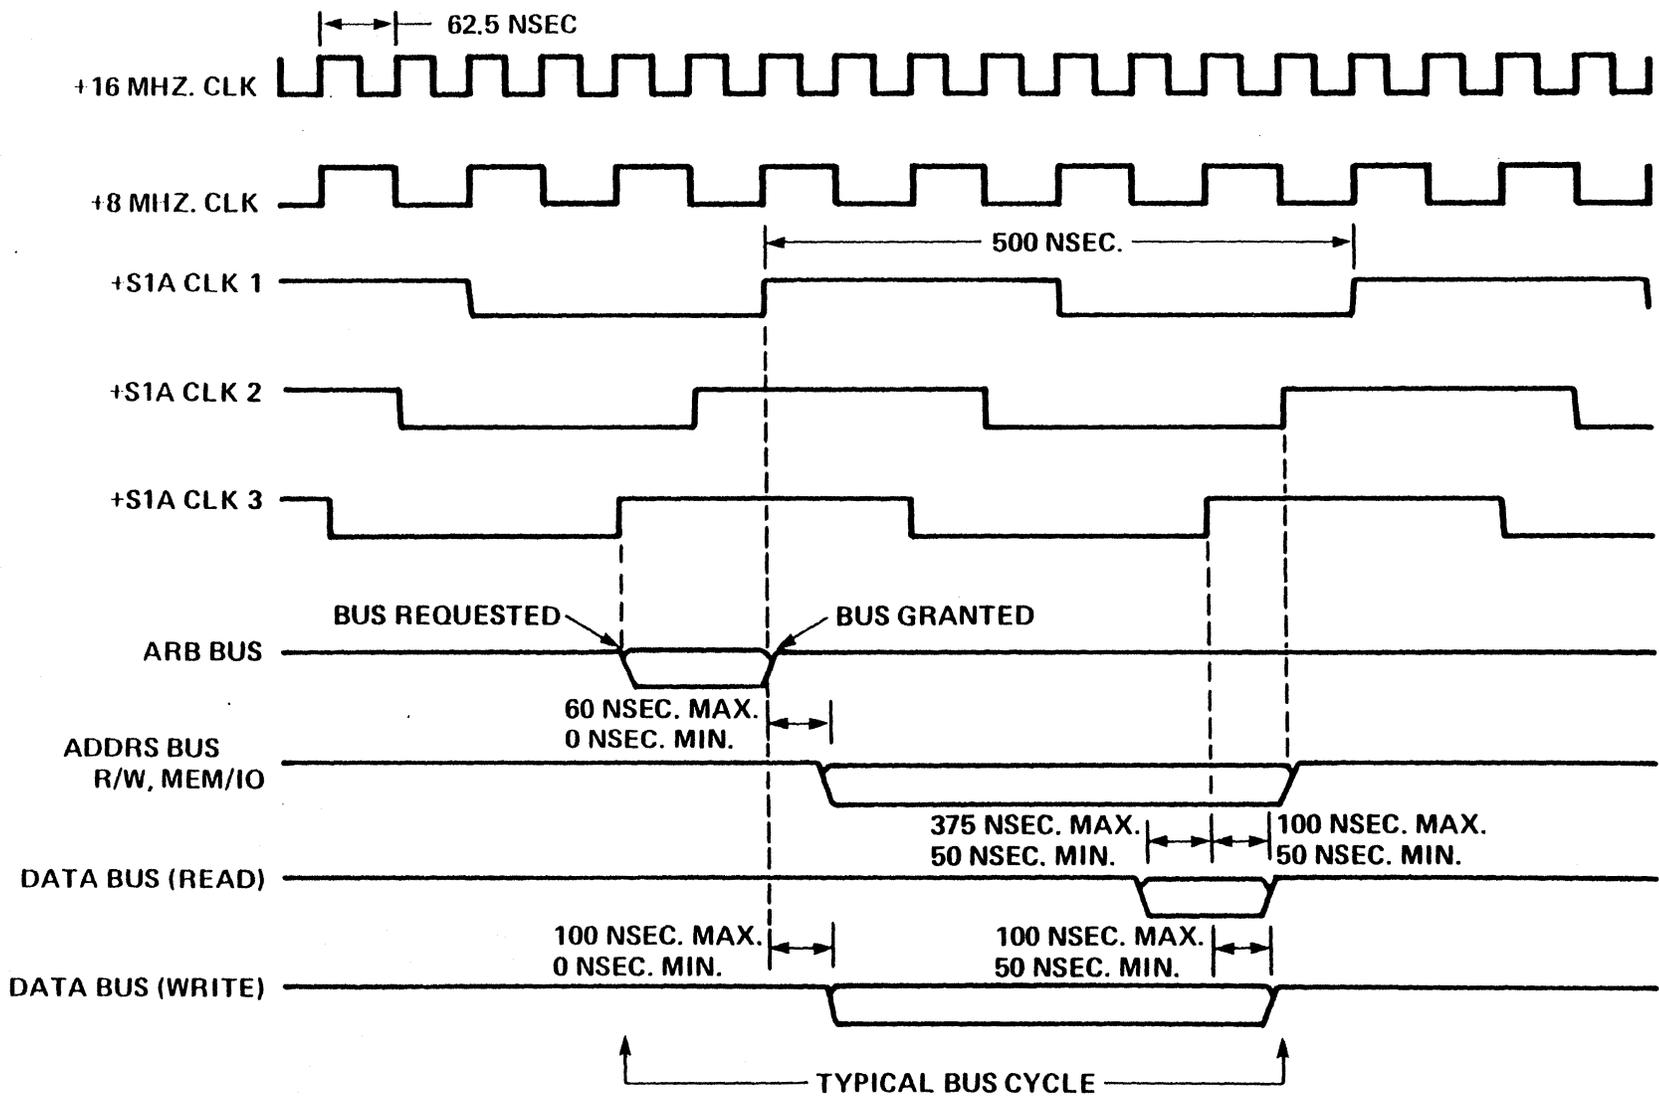 62.5 NSEC
+16 MHZ. CLK
+8 MHZ. CLK
500 NSEC.
+S1A CLK 1
+S1A CLK 2
+S1A CLK 3
BUS REQUESTED
BUS GRANTED
ARB BUS
60 NSEC. MAX.
0 NSEC. MIN.
ADDRS BUS
R/W, MEM/IO
375 NSEC. MAX.
50 NSEC. MIN.
100 NSEC. MAX.
50 NSEC. MIN.
DATA BUS (READ)
100 NSEC. MAX.
0 NSEC. MIN.
100 NSEC. MAX.
50 NSEC. MIN.
DATA BUS (WRITE)
TYPICAL BUS CYCLE